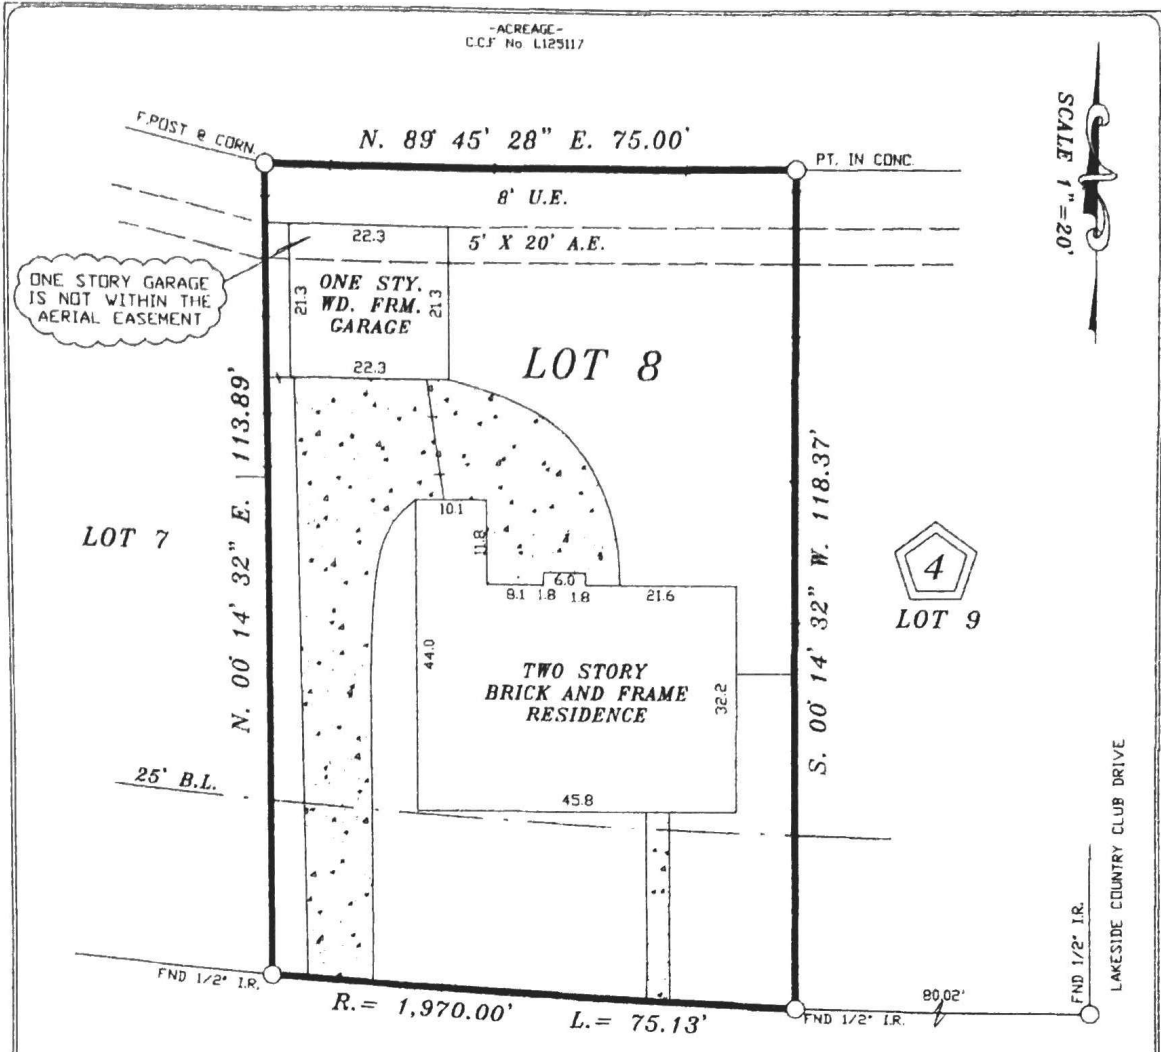 -ACREAGE-
C.C.F No. L125117
F.POST @ CORN.
N. 89° 45' 28" E. 75.00'
PT. IN CONC.
SCALE 1"=20'
8' U.E.
22.3
5' X 20' A.E.
ONE STORY GARAGE
IS NOT WITHIN THE
AERIAL EASEMENT
21.3
ONE STY.
WD. FRM.
GARAGE
21.3
22.3
LOT 8
N. 00° 14' 32" E. 113.89'
S. 00° 14' 32" W. 118.37'
LOT 7
10.1
11.8
6.0
8.1 1.8 1.8
21.6
4
LOT 9
44.0
TWO STORY
BRICK AND FRAME
RESIDENCE
32.2
25' B.L.
45.8
LAKESIDE COUNTRY CLUB DRIVE
FND 1/2" I.R.
FND 1/2" I.R.
R.= 1,970.00'
L.= 75.13'
FND 1/2" I.R.
80.02'